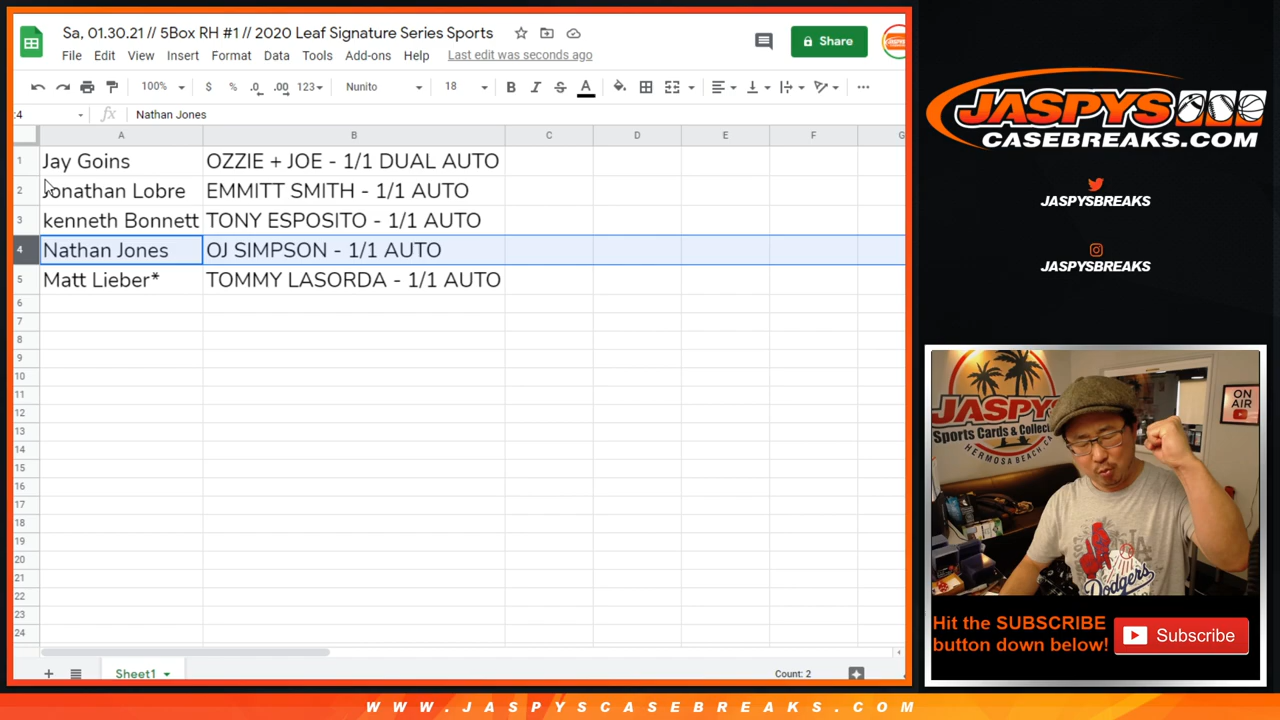 Sa, 01.30.21 // 5Box RH #1 // 2020 Leaf Signature Series Sports
File Edit View Insert Format Data Tools Add-ons Help Last edit was seconds ago
Share
100% $ % .0 .00 123 Nunito 18 B I S A
:4 fx Nathan Jones
A B C D E F G
1 Jay Goins OZZIE + JOE - 1/1 DUAL AUTO
2 Jonathan Lobre EMMITT SMITH - 1/1 AUTO
3 kenneth Bonnett TONY ESPOSITO - 1/1 AUTO
4 Nathan Jones OJ SIMPSON - 1/1 AUTO
5 Matt Lieber* TOMMY LASORDA - 1/1 AUTO
6
7
8
9
10
11
12
13
14
15
16
17
18
19
20
21
22
23
24
Sheet1 Count: 2
JASPYS
CASEBREAKS.COM
JASPYSBREAKS
JASPYSBREAKS
JASPYS
Sports Cards & Collec
HERMOSA BEACH, CA
ON
AIR
Dodgers
Hit the SUBSCRIBE
button down below!
Subscribe
WWW.JASPYSCASEBREAKS.COM